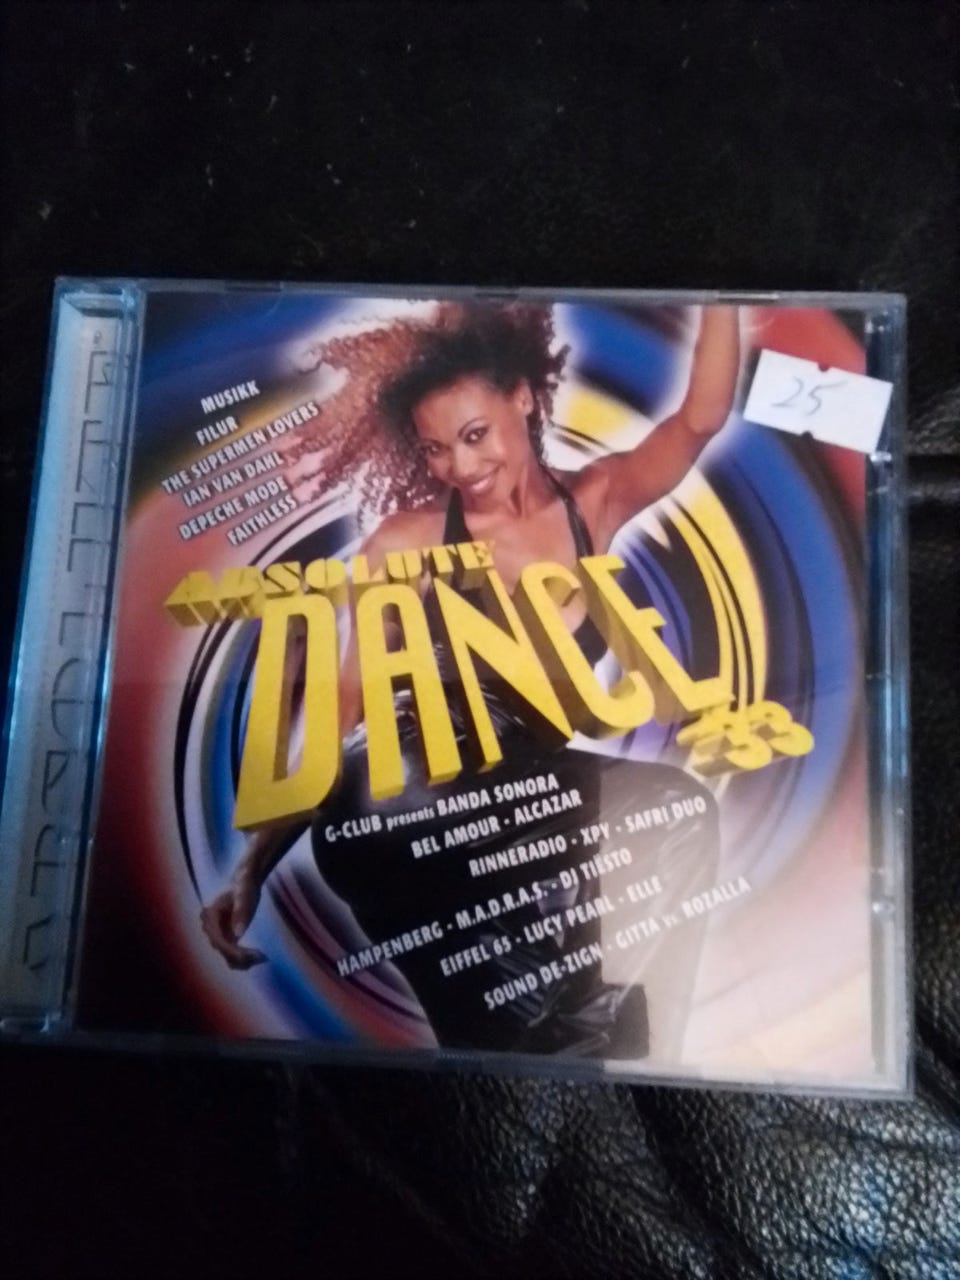 25
MUSIKK
FILUR
THE SUPERMEN LOVERS
IAN VAN DAHL
DEPECHE MODE
FAITHLESS
ABSOLUTE
DANCE
33
G-CLUB presents BANDA SONORA
BEL AMOUR · ALCAZAR
RINNERADIO · XPY · SAFRI DUO
HAMPENBERG · M.A.D.R.A.S. · DJ TIËSTO
EIFFEL 65 · LUCY PEARL · ELLE
SOUND DE-ZIGN · GITTA vs. ROZALLA